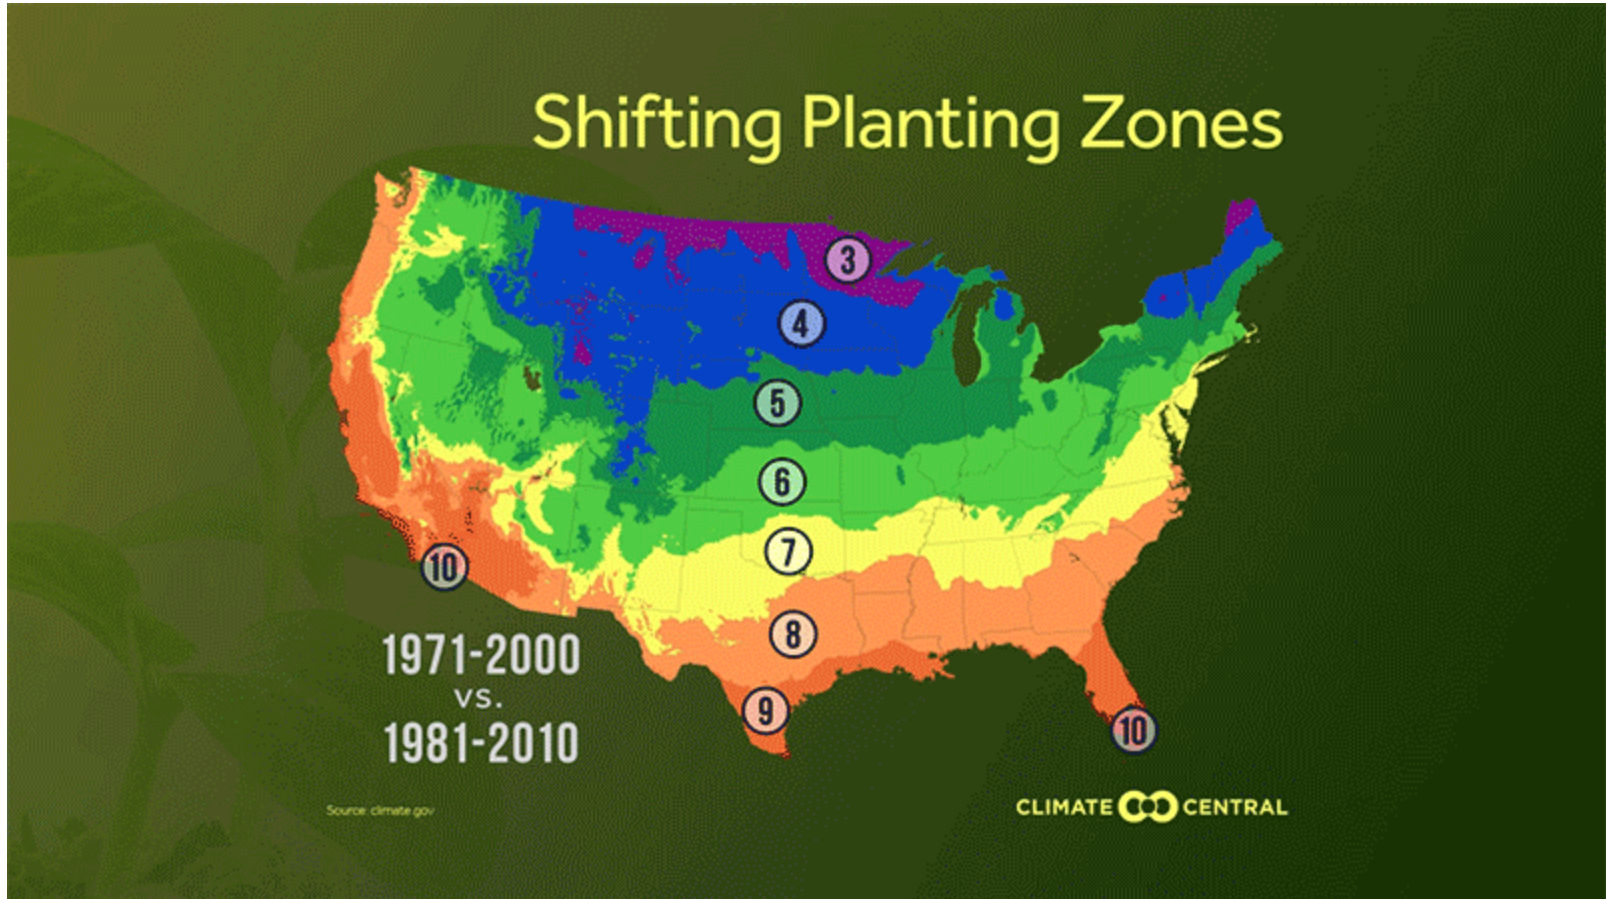 Shifting Planting Zones
3
4
5
6
7
10
8
9
10
1971-2000
vs.
1981-2010
Source: climate.gov
CLIMATE CENTRAL